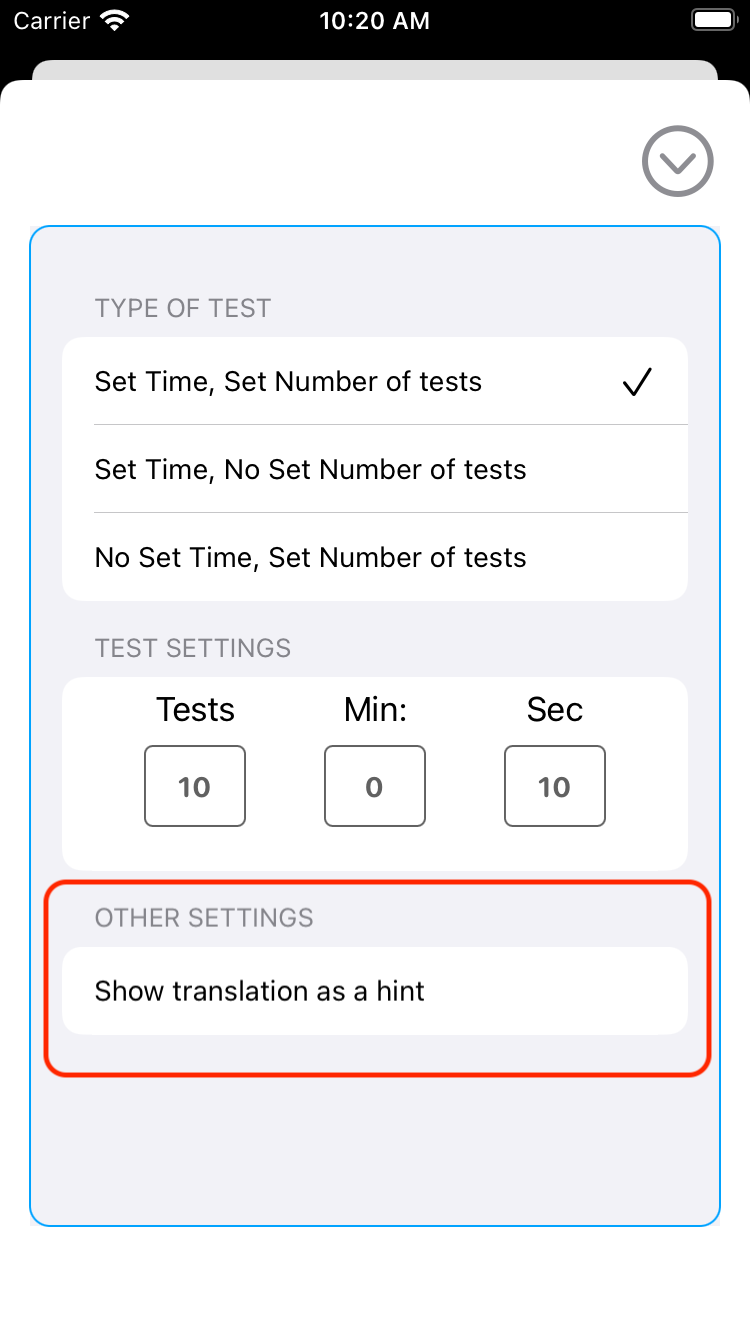 Carrier 10:20 AM
TYPE OF TEST
Set Time, Set Number of tests
Set Time, No Set Number of tests
No Set Time, Set Number of tests
TEST SETTINGS
Tests Min: Sec
10 0 10
OTHER SETTINGS
Show translation as a hint